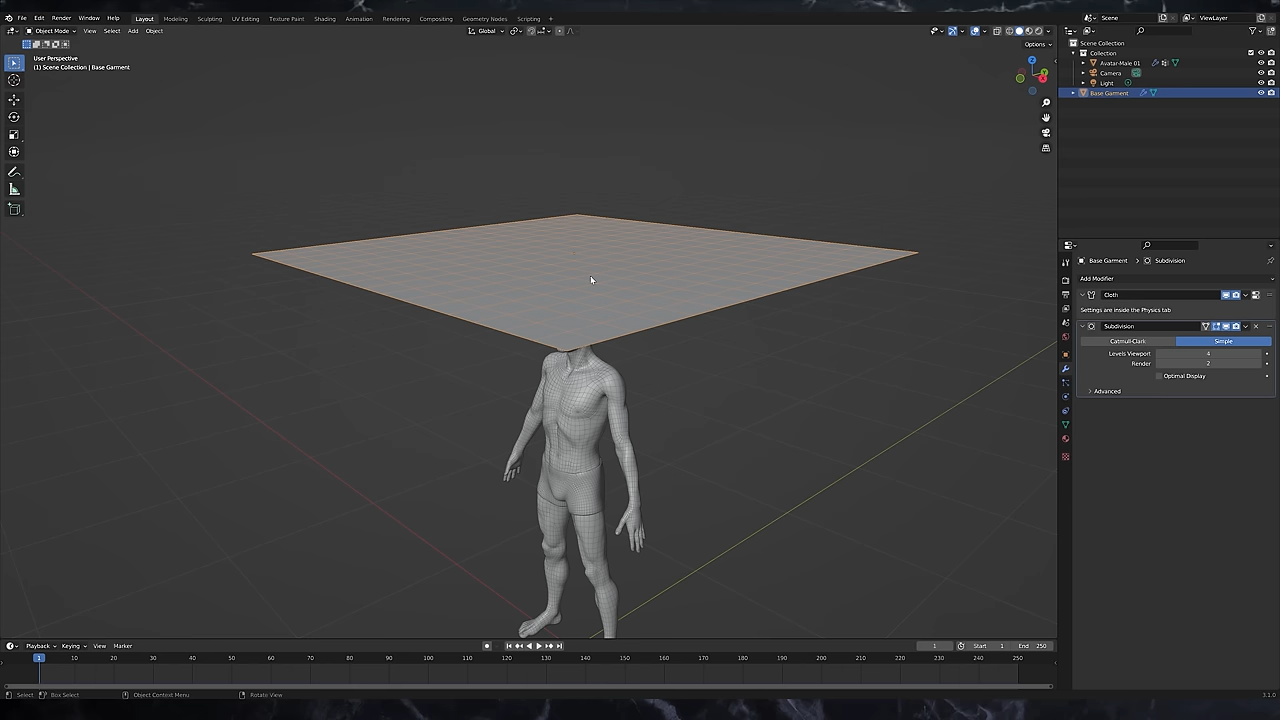 File Edit Render Window Help Layout Modeling Sculpting UV Editing Texture Paint Shading Animation Rendering Compositing Geometry Nodes Scripting + Scene ViewLayer
Object Mode View Select Add Object Global
Options
User Perspective
(1) Scene Collection | Base Garment
Scene Collection
Collection
Avatar-Male 01
Camera
Light
Base Garment
Base Garment > Subdivision
Add Modifier
Cloth
Settings are inside the Physics tab
Subdivision
Catmull-Clark Simple
Levels Viewport 4
Render 2
Optimal Display
Advanced
Playback Keying View Marker 1 Start 1 End 250
1 10 20 30 40 50 60 70 80 90 100 110 120 130 140 150 160 170 180 190 200 210 220 230 240 250
Select Box Select Object Context Menu Rotate View 3.1.0